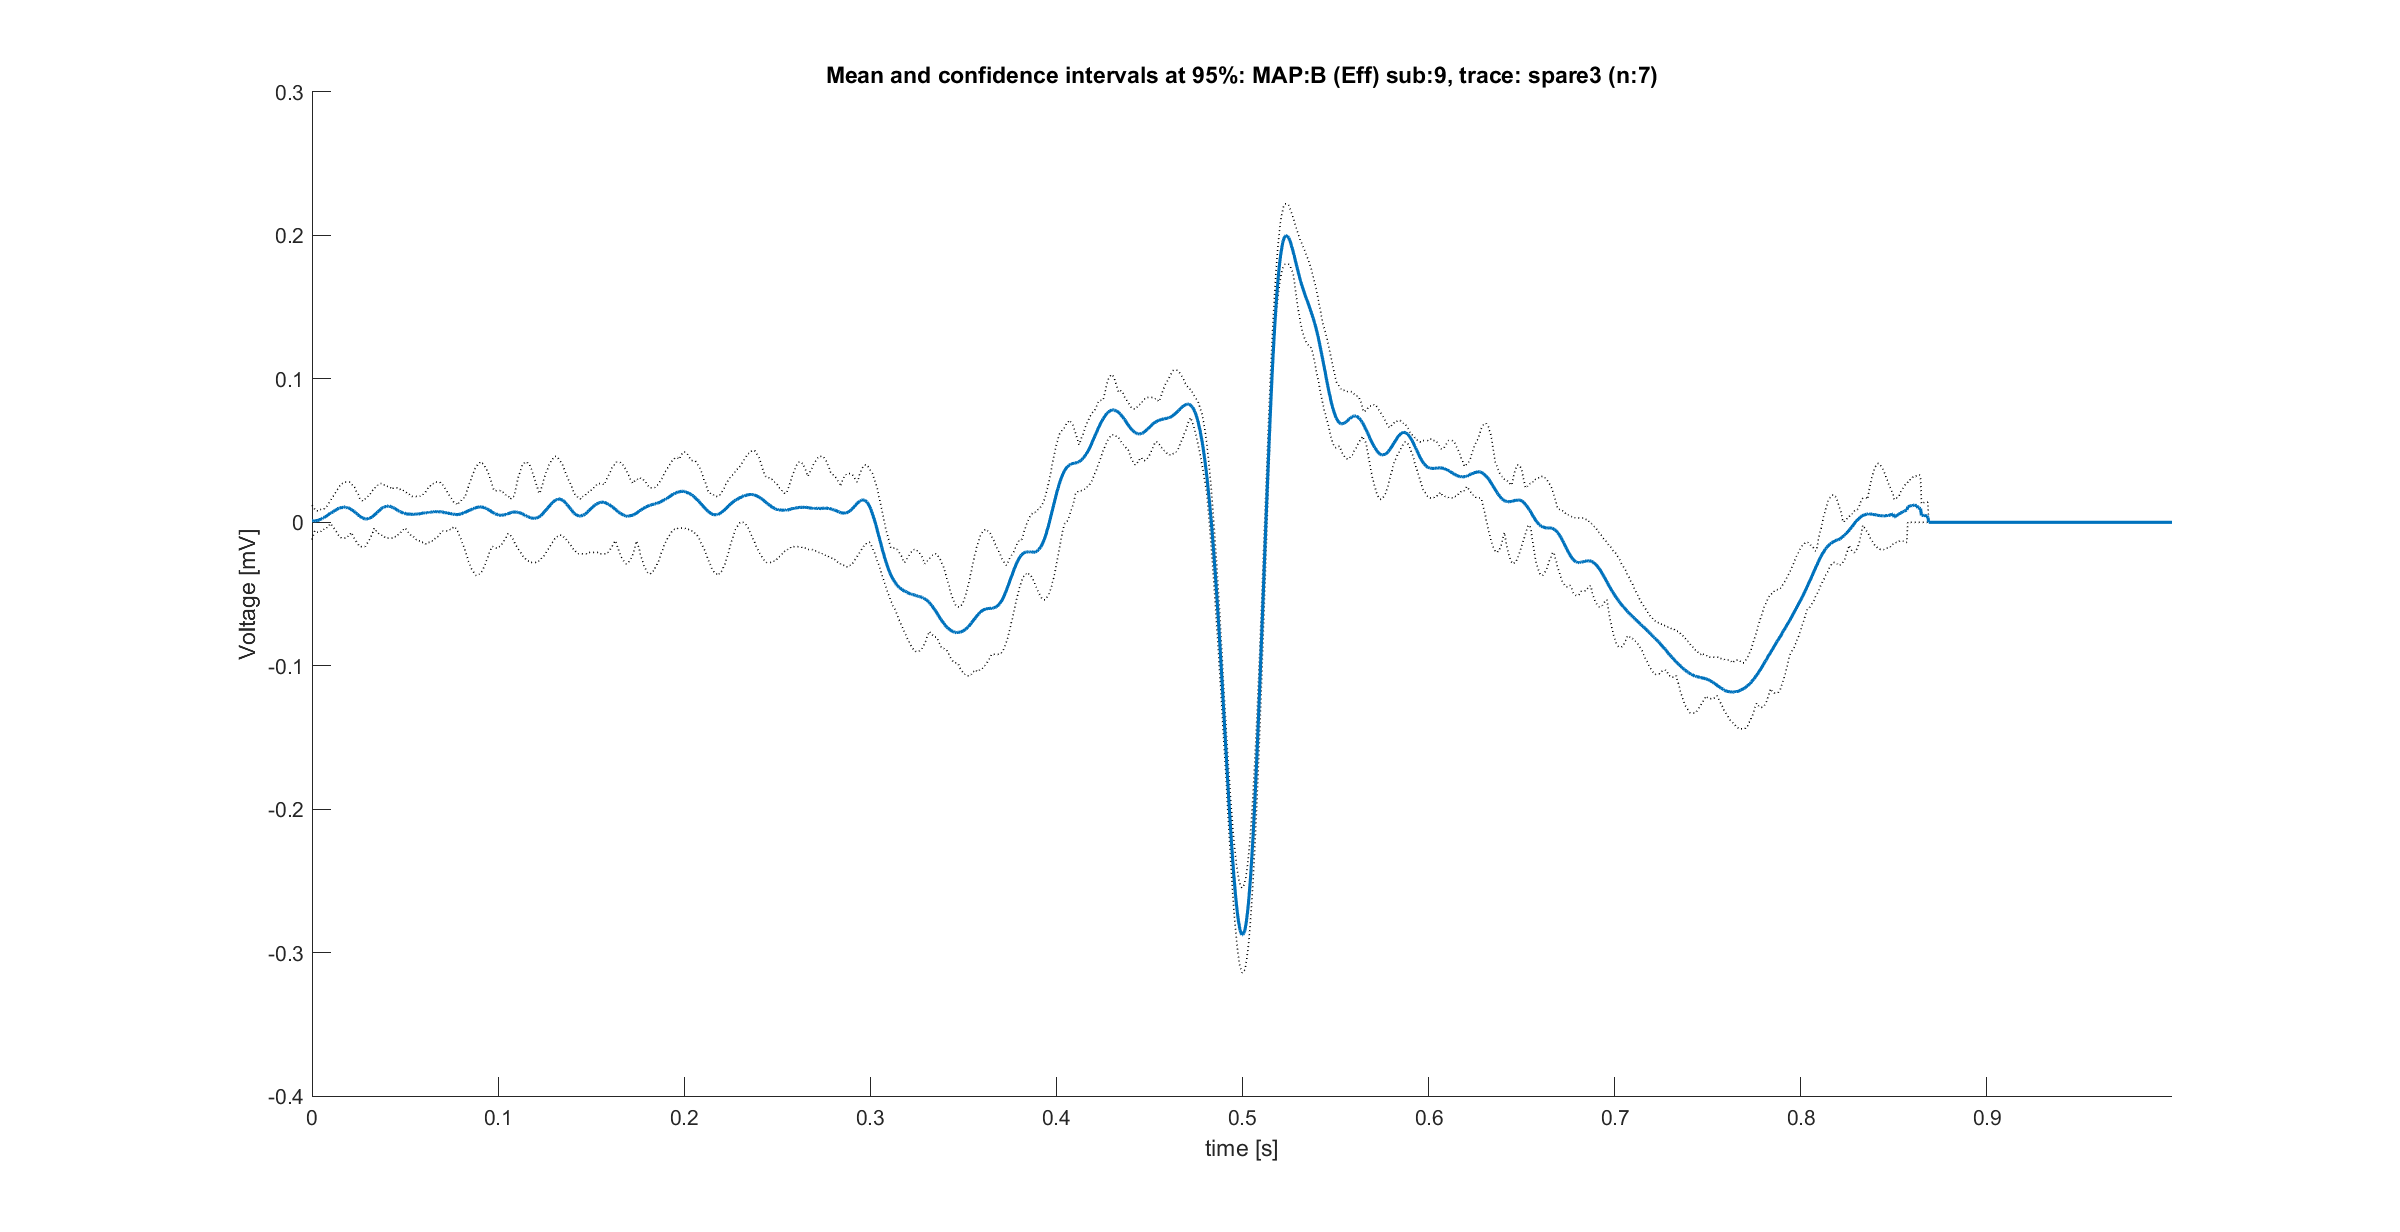 Mean and confidence intervals at 95%: MAP:B (Eff) sub:9, trace: spare3 (n:7)
0.3
0.2
0.1
0
-0.1
-0.2
-0.3
-0.4
Voltage [mV]
0 0.1 0.2 0.3 0.4 0.5 0.6 0.7 0.8 0.9
time [s]